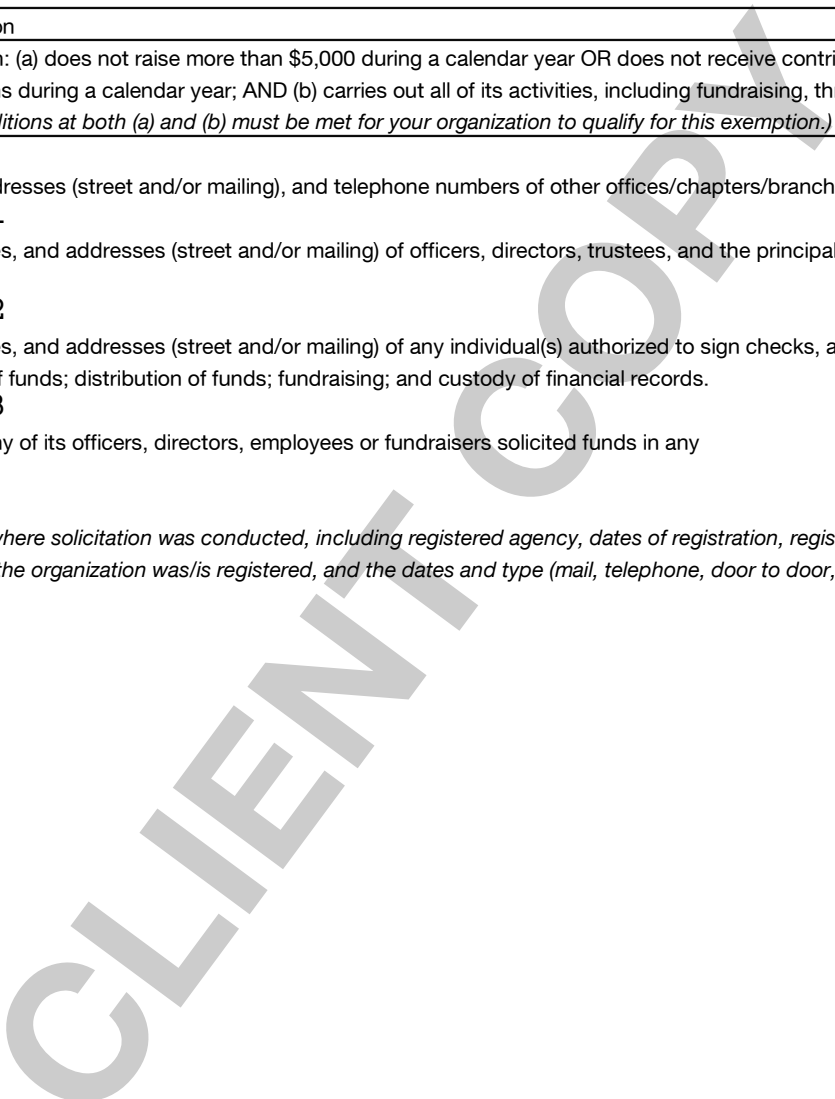 on
n: (a) does not raise more than $5,000 during a calendar year OR does not receive contri
ns during a calendar year; AND (b) carries out all of its activities, including fundraising, thr
ditions at both (a) and (b) must be met for your organization to qualify for this exemption.)
dresses (street and/or mailing), and telephone numbers of other offices/chapters/branch
es, and addresses (street and/or mailing) of officers, directors, trustees, and the principal
2
es, and addresses (street and/or mailing) of any individual(s) authorized to sign checks, a
f funds; distribution of funds; fundraising; and custody of financial records.
3
ny of its officers, directors, employees or fundraisers solicited funds in any
where solicitation was conducted, including registered agency, dates of registration, regis
the organization was/is registered, and the dates and type (mail, telephone, door to door,
CLIENT COPY